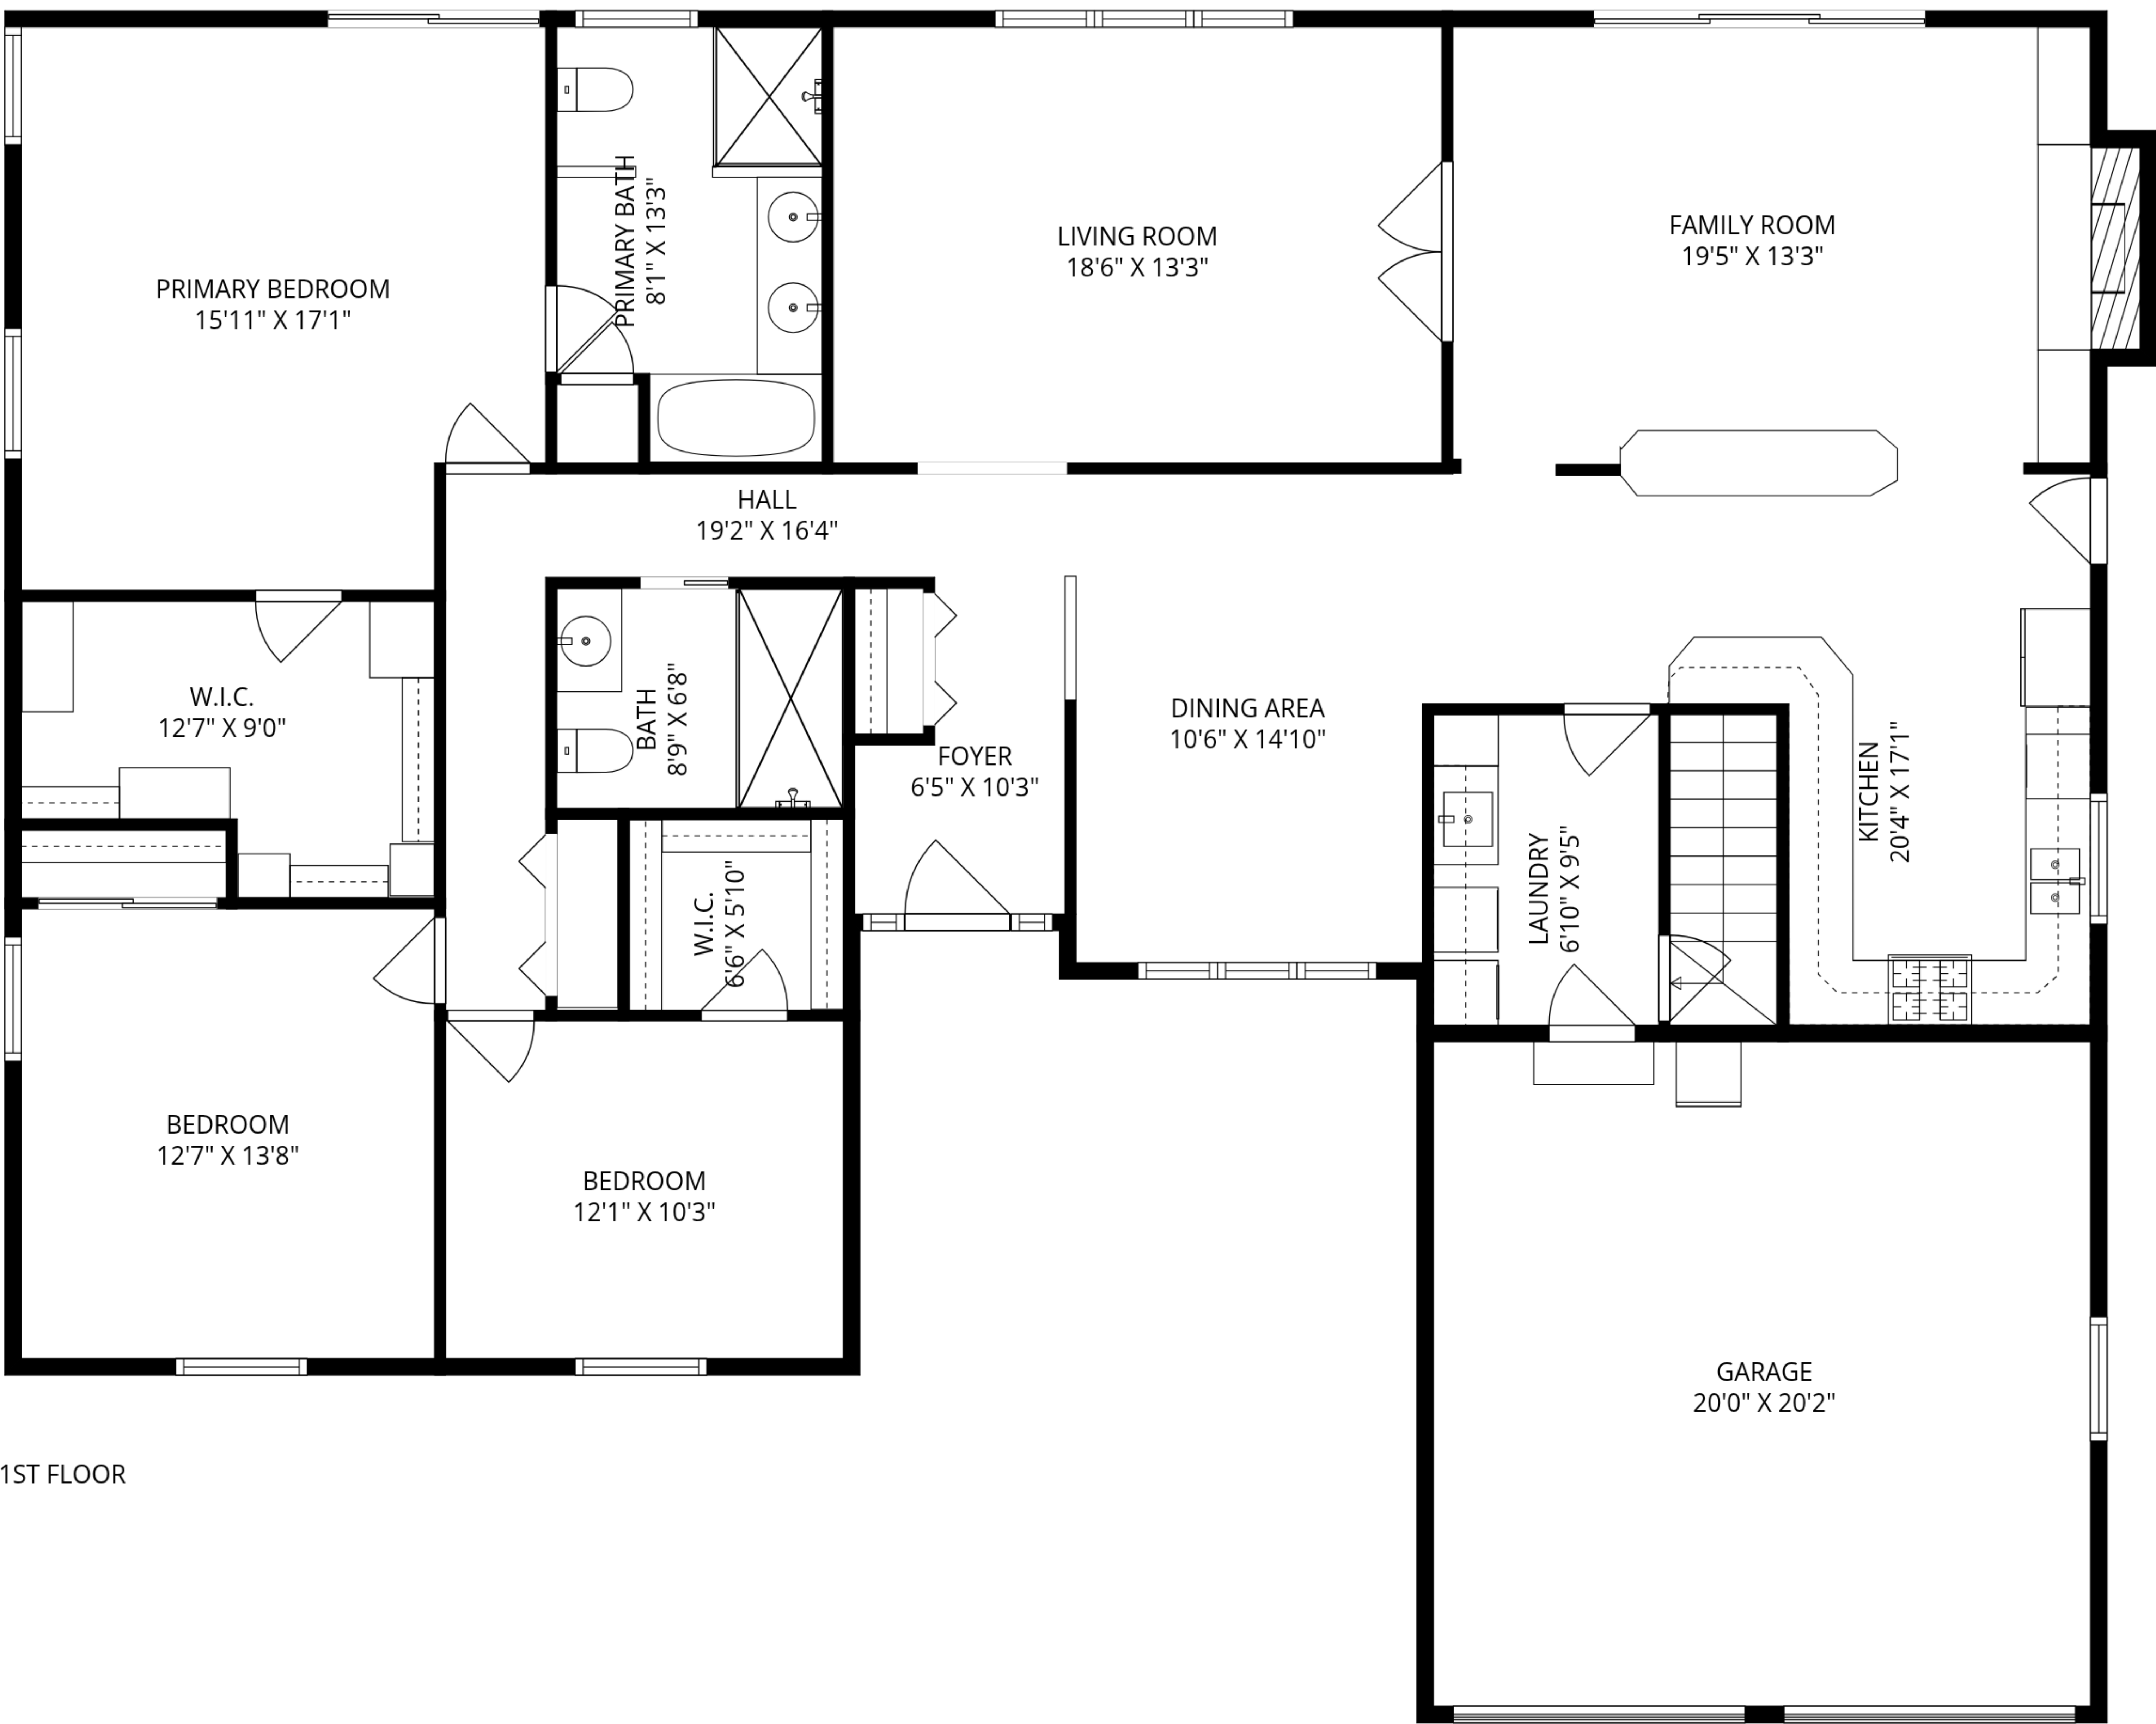 PRIMARY BEDROOM
15'11" X 17'1"
PRIMARY BATH
8'1" X 13'3"
LIVING ROOM
18'6" X 13'3"
FAMILY ROOM
19'5" X 13'3"
HALL
19'2" X 16'4"
W.I.C.
12'7" X 9'0"
BATH
8'9" X 6'8"
FOYER
6'5" X 10'3"
DINING AREA
10'6" X 14'10"
KITCHEN
20'4" X 17'1"
LAUNDRY
6'10" X 9'5"
W.I.C.
6'6" X 5'10"
BEDROOM
12'7" X 13'8"
BEDROOM
12'1" X 10'3"
GARAGE
20'0" X 20'2"
1ST FLOOR